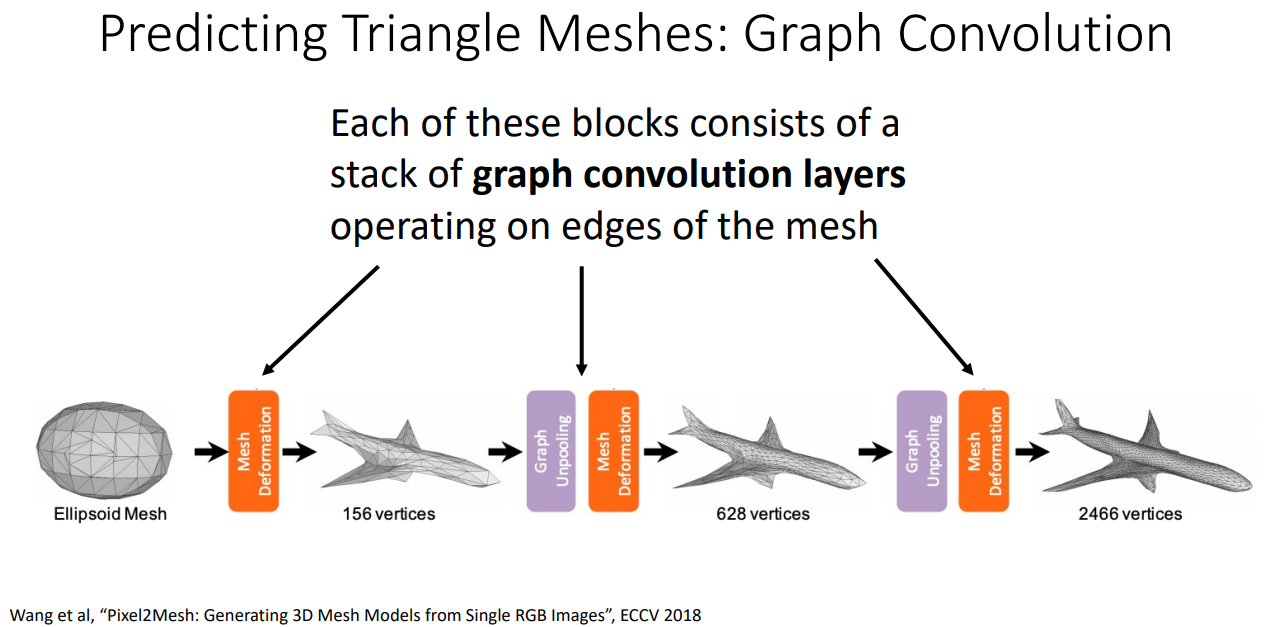 Predicting Triangle Meshes: Graph Convolution
Each of these blocks consists of a
stack of graph convolution layers
operating on edges of the mesh
Mesh
Deformation
Graph
Unpooling
Mesh
Deformation
Graph
Unpooling
Mesh
Deformation
Ellipsoid Mesh
156 vertices
628 vertices
2466 vertices
Wang et al, “Pixel2Mesh: Generating 3D Mesh Models from Single RGB Images”, ECCV 2018